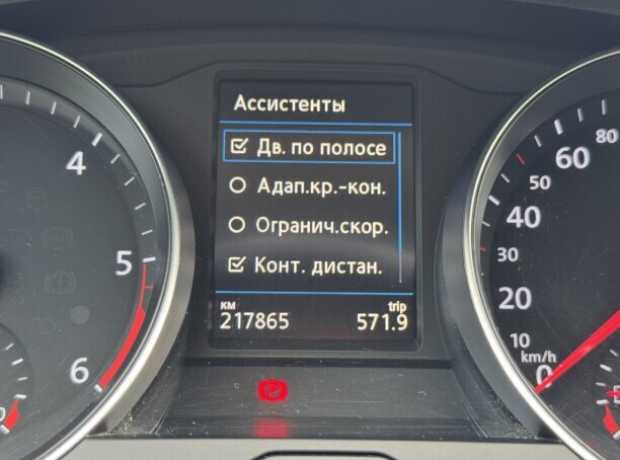 Ассистенты
Дв. по полосе
Адап.кр.-кон.
Огранич.скор.
Конт. дистан.
км trip
217865 571.9
4
5
6
80
60
50
40
30
20
10
km/h
0